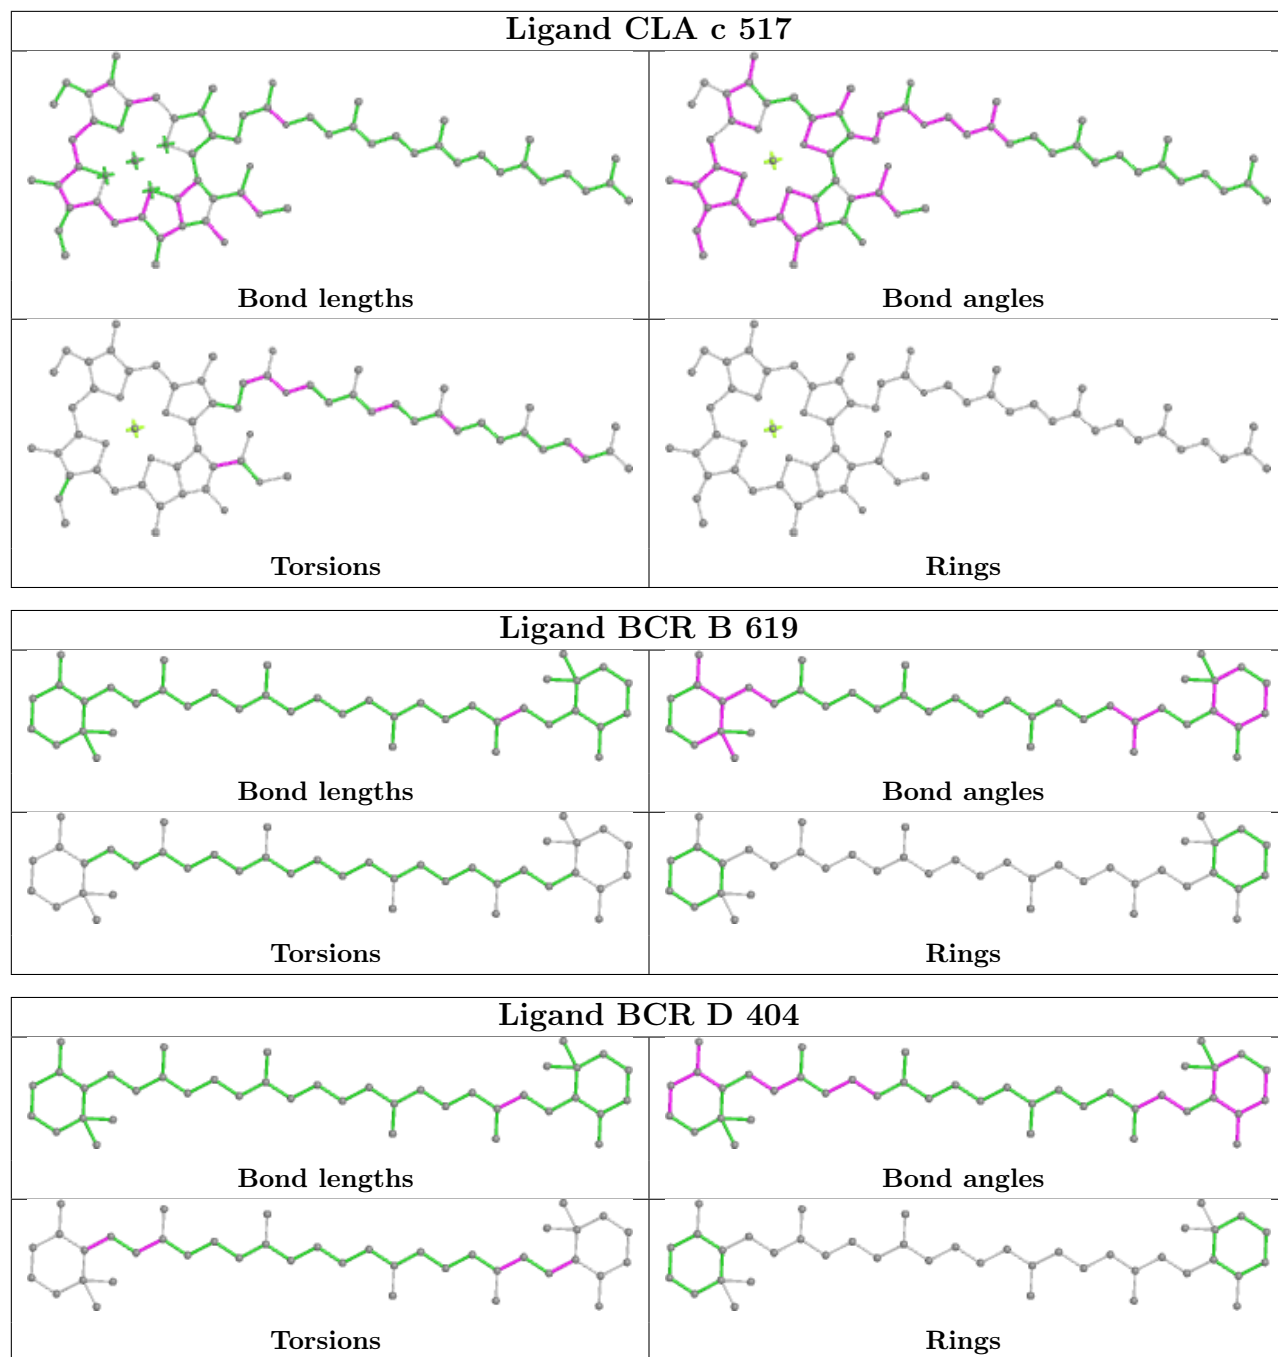 Ligand CLA c 517
Bond lengths Bond angles
Torsions Rings
Ligand BCR B 619
Bond lengths Bond angles
Torsions Rings
Ligand BCR D 404
Bond lengths Bond angles
Torsions Rings